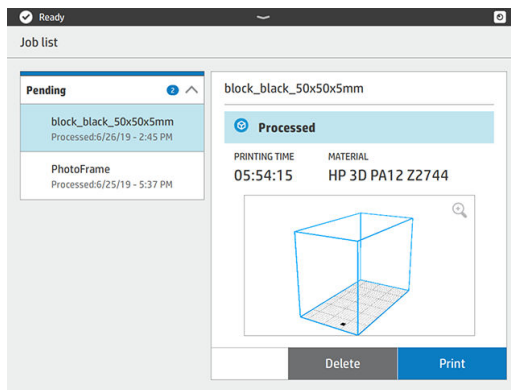 Ready
Job list
Pending 2
block_black_50x50x5mm
Processed:6/26/19 - 2:45 PM
PhotoFrame
Processed:6/25/19 - 5:37 PM
block_black_50x50x5mm
Processed
PRINTING TIME MATERIAL
05:54:15 HP 3D PA12 Z2744
Delete Print